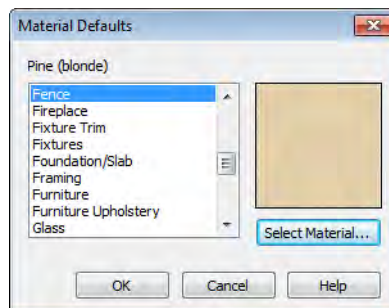 Material Defaults
Pine (blonde)
Fence
Fireplace
Fixture Trim
Fixtures
Foundation/Slab
Framing
Furniture
Furniture Upholstery
Glass
Select Material...
OK Cancel Help